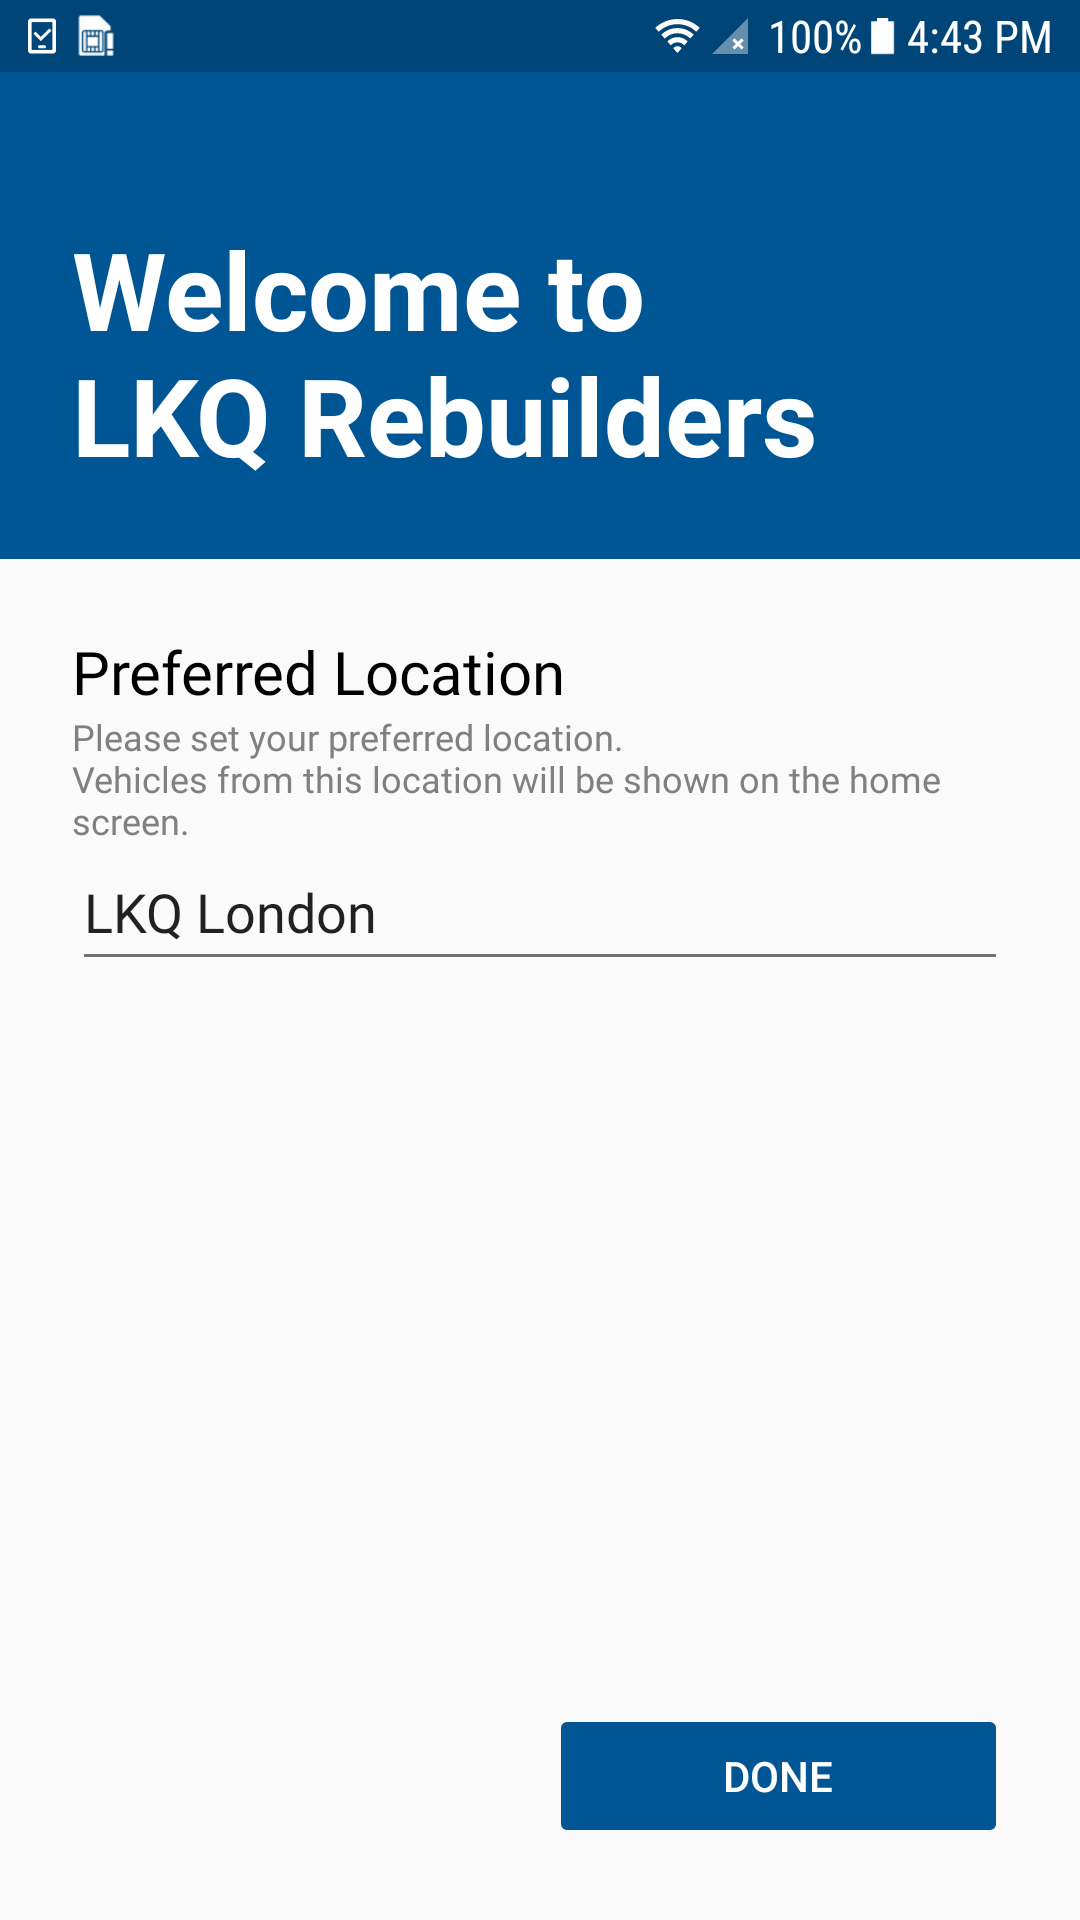 100% 4:43 PM
Welcome to
LKQ Rebuilders
Preferred Location
Please set your preferred location.
Vehicles from this location will be shown on the home
screen.
LKQ London
DONE